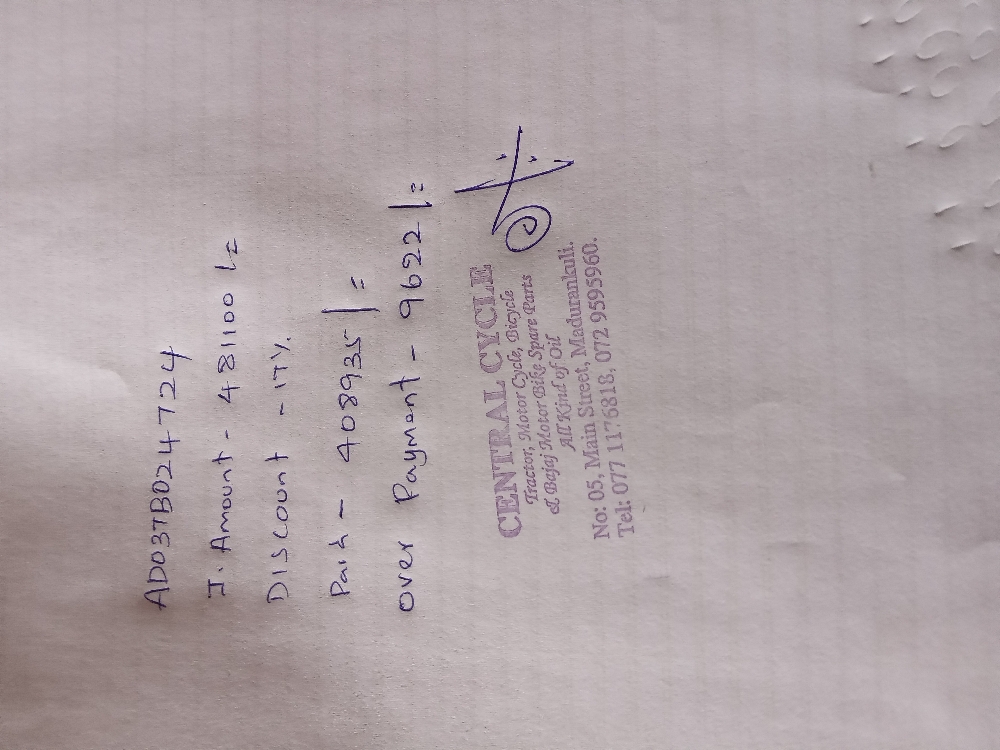 AD03TB024724
I. Amount - 481100/=
Discount - 17%
Paid - 408935/=
over Payment - 9622/=
CENTRAL CYCLE
Tractor, Motor Cycle, Bicycle
& Bajaj Motor Bike Spare Parts
All Kind of Oil
No: 05, Main Street, Madurankuli.
Tel: 077 1176818, 072 9595960.